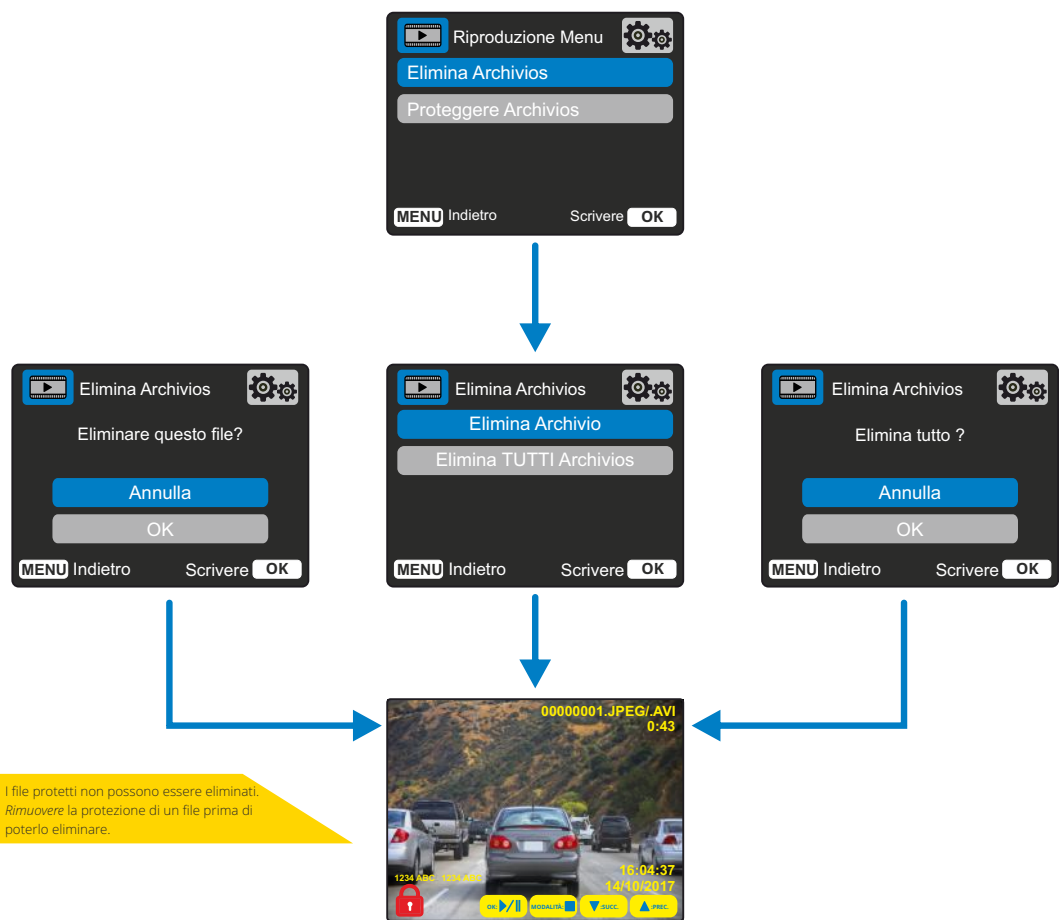 Riproduzione Menu
Elimina Archivios
Proteggere Archivios
MENU Indietro Scrivere OK
Elimina Archivios
Eliminare questo file?
Annulla
OK
MENU Indietro Scrivere OK
Elimina Archivios
Elimina Archivio
Elimina TUTTI Archivios
MENU Indietro Scrivere OK
Elimina Archivios
Elimina tutto ?
Annulla
OK
MENU Indietro Scrivere OK
00000001.JPEG/.AVI
0:43
I file protetti non possono essere eliminati.
Rimuovere la protezione di un file prima di
poterlo eliminare.
1234 ABC 1234 ABC
16:04:37
14/10/2017
OK: MODALITÀ: :SUCC. :PREC.